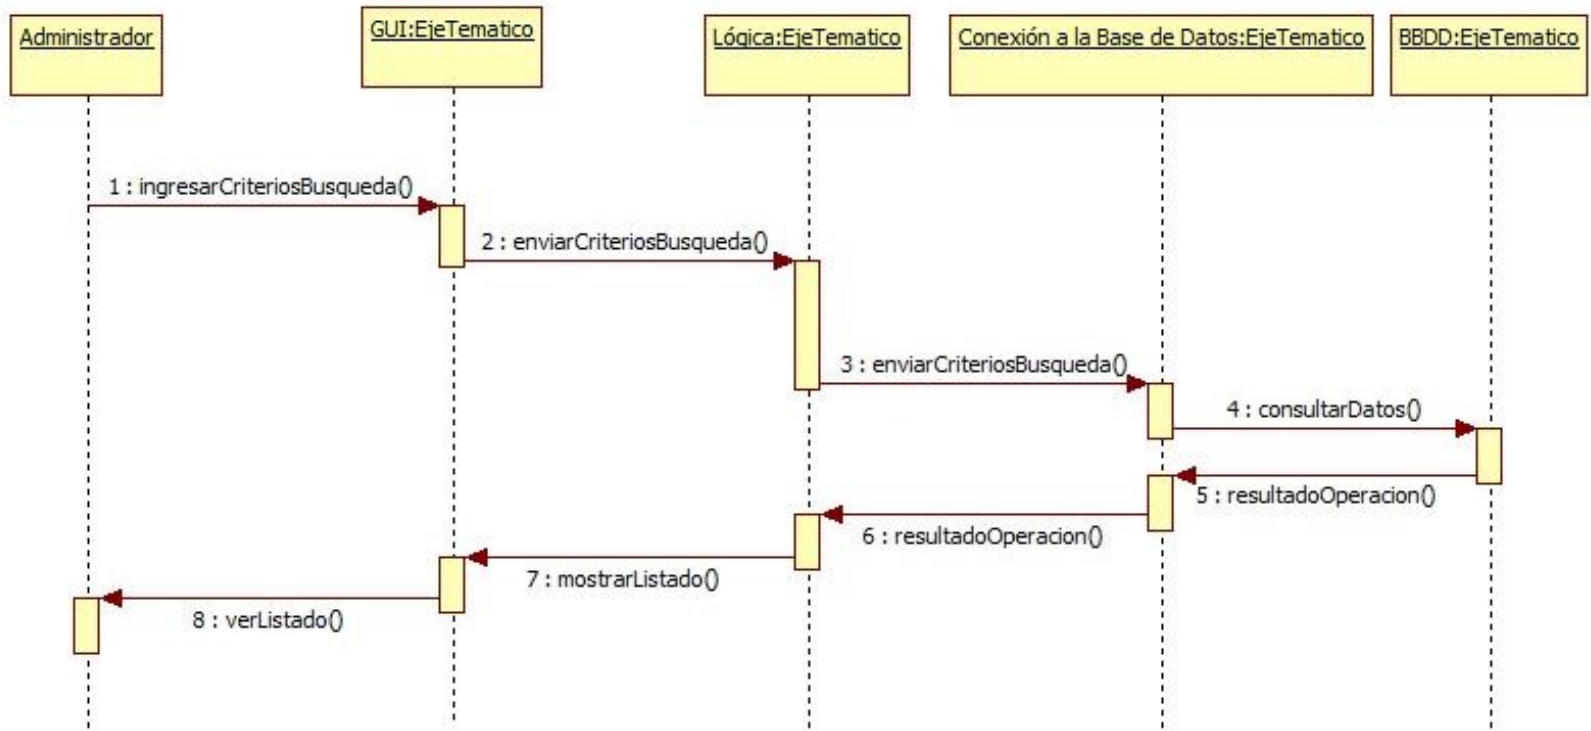 Administrador
GUI:EjeTematico
Lógica:EjeTematico
Conexión a la Base de Datos:EjeTematico
BBDD:EjeTematico
1 : ingresarCriteriosBusqueda()
2 : enviarCriteriosBusqueda()
3 : enviarCriteriosBusqueda()
4 : consultarDatos()
5 : resultadoOperacion()
6 : resultadoOperacion()
7 : mostrarListado()
8 : verListado()